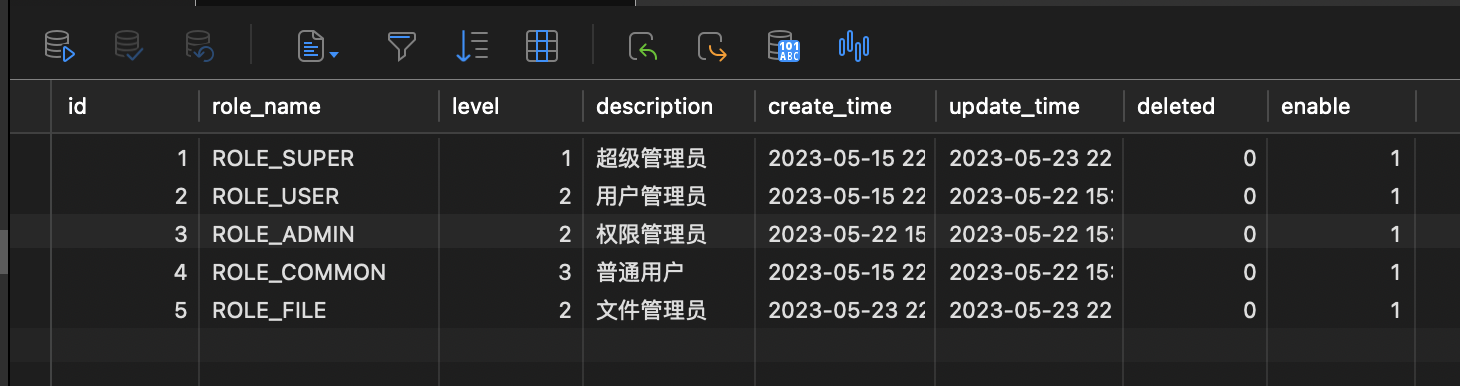 101
ABC
id role_name level description create_time update_time deleted enable
1 ROLE_SUPER 1 超级管理员 2023-05-15 22 2023-05-23 22 0 1
2 ROLE_USER 2 用户管理员 2023-05-15 22 2023-05-22 15: 0 1
3 ROLE_ADMIN 2 权限管理员 2023-05-22 15 2023-05-22 15: 0 1
4 ROLE_COMMON 3 普通用户 2023-05-15 22 2023-05-22 15: 0 1
5 ROLE_FILE 2 文件管理员 2023-05-23 22 2023-05-23 22 0 1